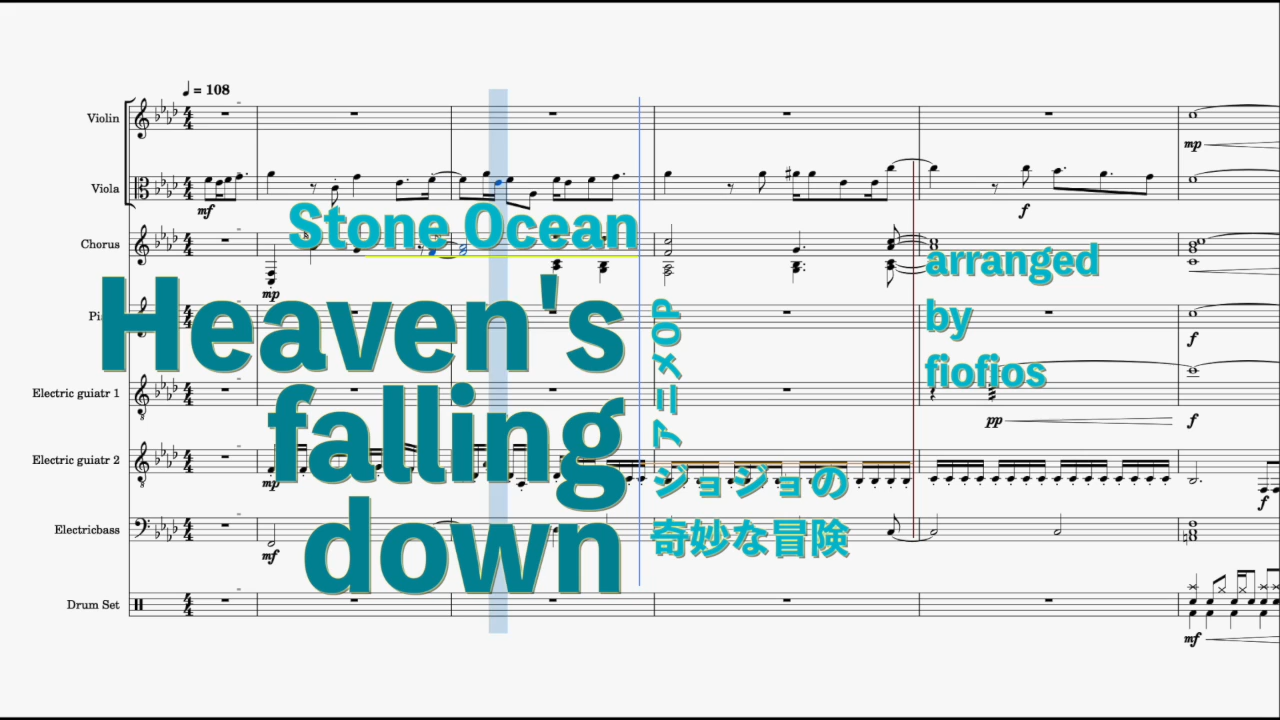 = 108
Violin
mp
Viola
mf
f
Stone Ocean
Chorus
mp
arranged
by
fiofios
Heaven's
falling
down
アニメOP
ジョジョの
奇妙な冒険
f
Electric guiatr 1
pp
f
Electric guiatr 2
mp
f
Electricbass
mf
Drum Set
mf